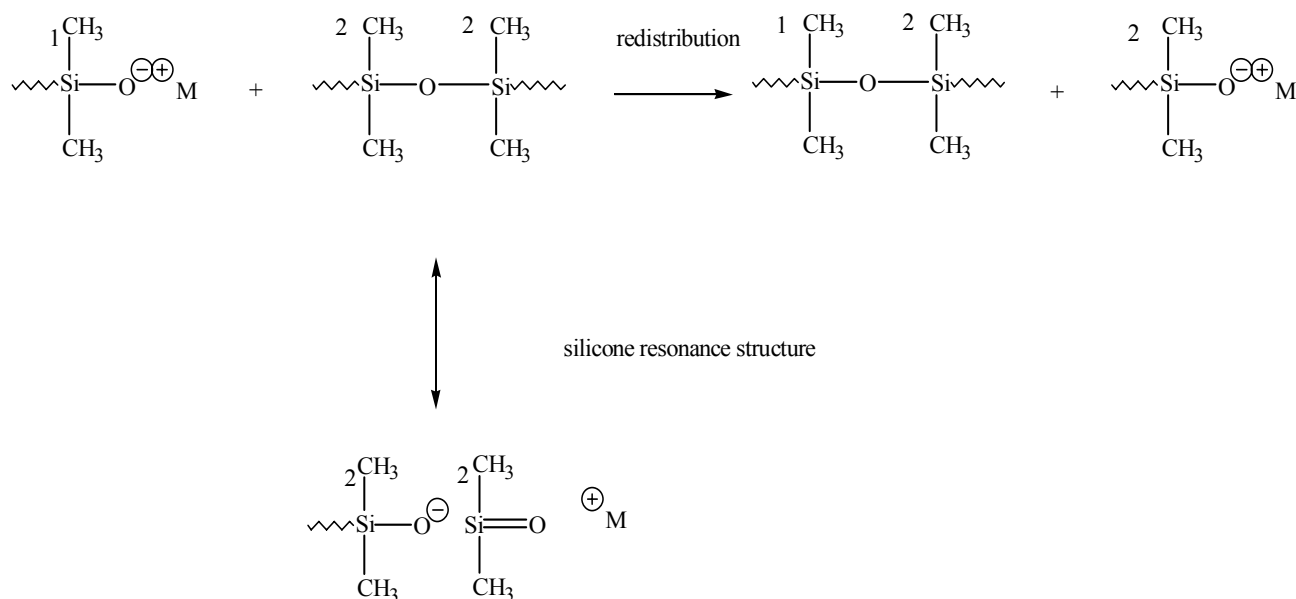 1 CH3 2 CH3 2 CH3 redistribution 1 CH3 2 CH3 2 CH3
Si O − + M + Si O Si Si O Si + Si O − + M
CH3 CH3 CH3 CH3 CH3 CH3
silicone resonance structure
2 CH3 2 CH3 +
Si O − Si O M
CH3 CH3